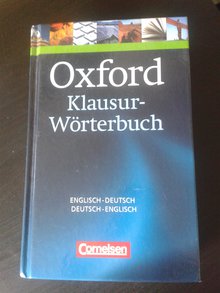 Oxford
Klausur-
Wörterbuch
ENGLISCH-DEUTSCH
DEUTSCH-ENGLISCH
Cornelsen